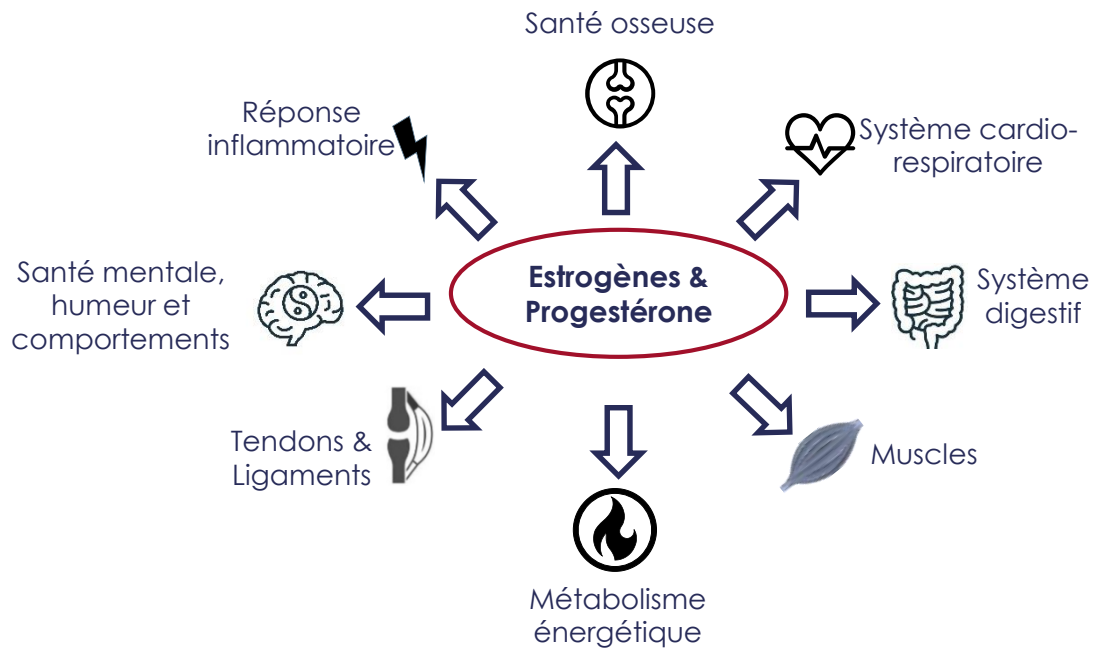 Santé osseuse
Réponse
inflammatoire
Système cardio-
respiratoire
Estrogènes &
Progestérone
Santé mentale,
humeur et
comportements
Système
digestif
Tendons &
Ligaments
Muscles
Métabolisme
énergétique